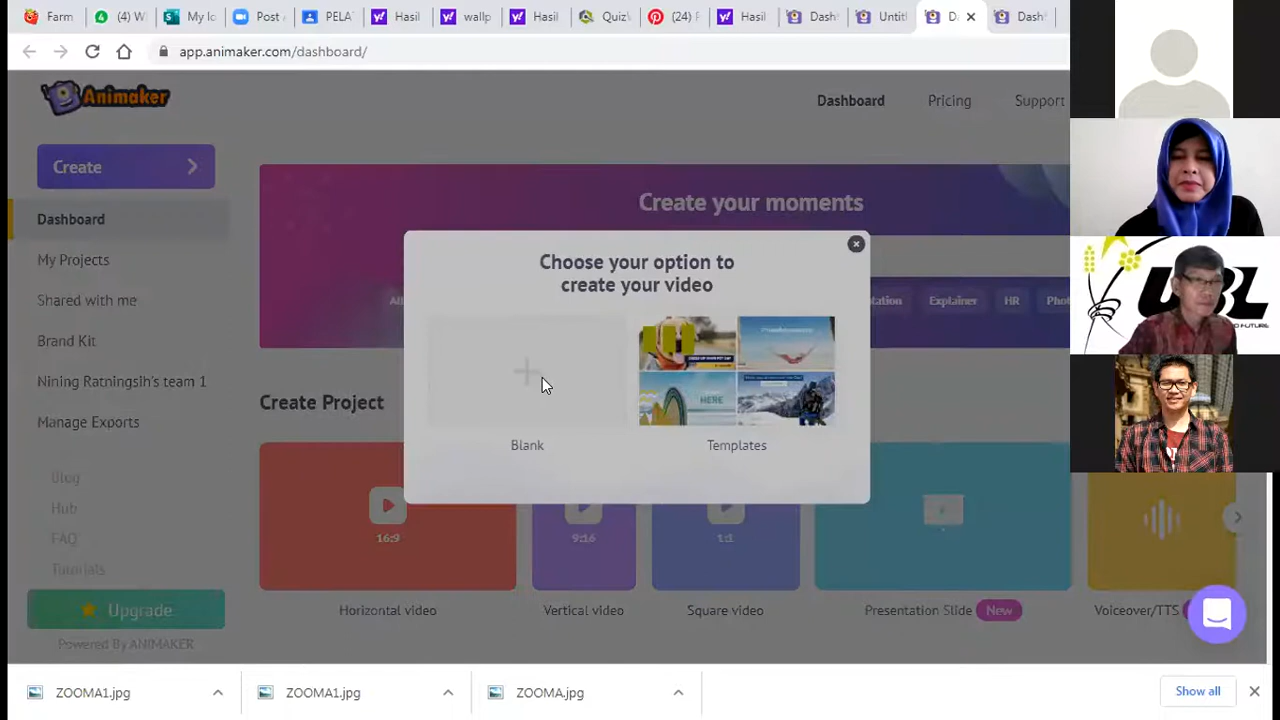 Farm
(4) W
My lo
Post
PELA
Hasil
wallp
Hasil
Quiz
(24)
Hasil
Dash
Untitl
Da
Dash
app.animaker.com/dashboard/
Animaker
Dashboard
Pricing
Support
Create
Create your moments
Dashboard
My Projects
Shared with me
Brand Kit
Nining Ratningsih's team 1
Manage Exports
Blog
Hub
FAQ
Tutorials
Upgrade
Powered By ANIMAKER
Explainer
HR
Choose your option to
create your video
HERE
Blank
Templates
Create Project
16:9
9:16
1:1
Horizontal video
Vertical video
Square video
Presentation Slide
New
Voiceover/TTS
UBL
ZOOMA1.jpg
ZOOMA1.jpg
ZOOMA.jpg
Show all